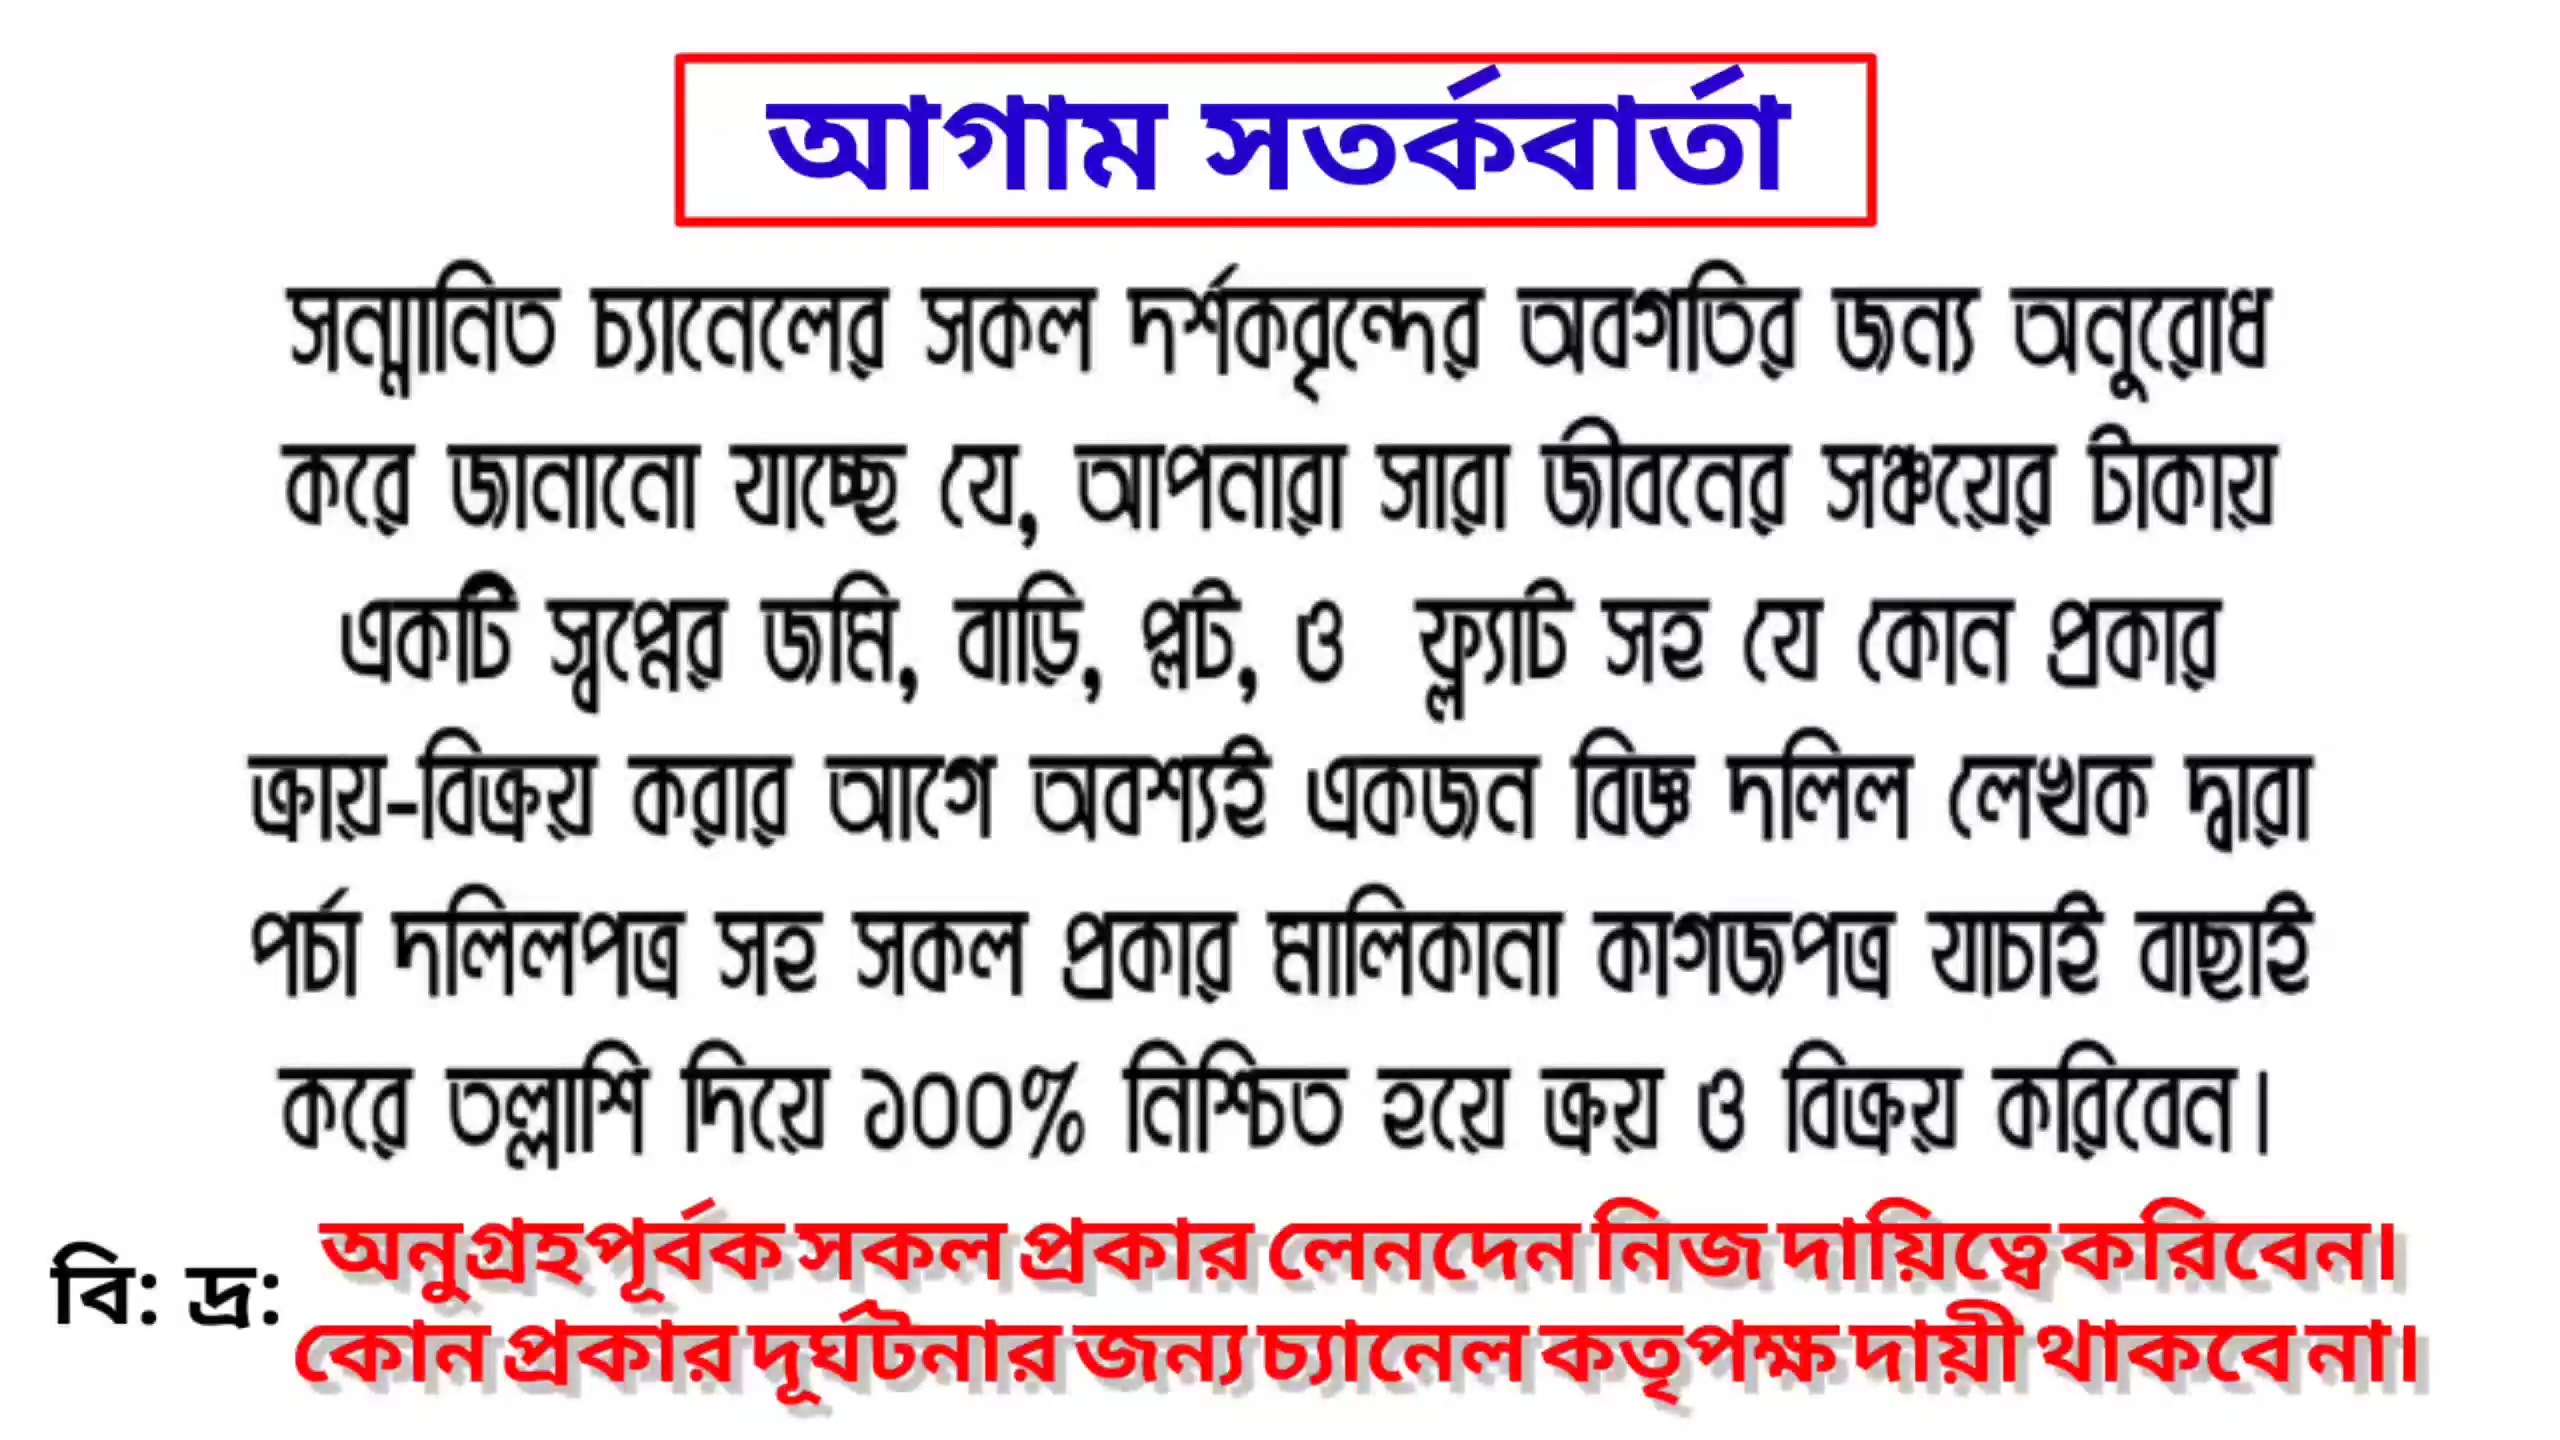 আগাম সতর্কবার্তা
সন্মানিত চ্যানেলের সকল দর্শকবৃন্দের অবগতির জন্য অনুরোধ
করে জানানো যাচ্ছে যে, আপনারা সারা জীবনের সঞ্চয়ের টাকায়
একটি স্বপ্নের জমি, বাড়ি, প্লট, ও ফ্ল্যাট সহ যে কোন প্রকার
ক্রায়-বিক্রয় করার আগে অবশ্যই একজন বিজ্ঞ দলিল লেখক দ্বারা
পর্চা দলিলপত্র সহ সকল প্রকার মালিকানা কাগজপত্র যাচাই বাছাই
করে তল্লাশি দিয়ে ১০০% নিশ্চিত হয়ে ক্রয় ও বিক্রয় করিবেন।
বি: দ্র: অনুগ্রহপূর্বক সকল প্রকার লেনদেন নিজ দায়িত্বে করিবেন।
কোন প্রকার দূর্ঘটনার জন্য চ্যানেল কতৃপক্ষ দায়ী থাকবে না।